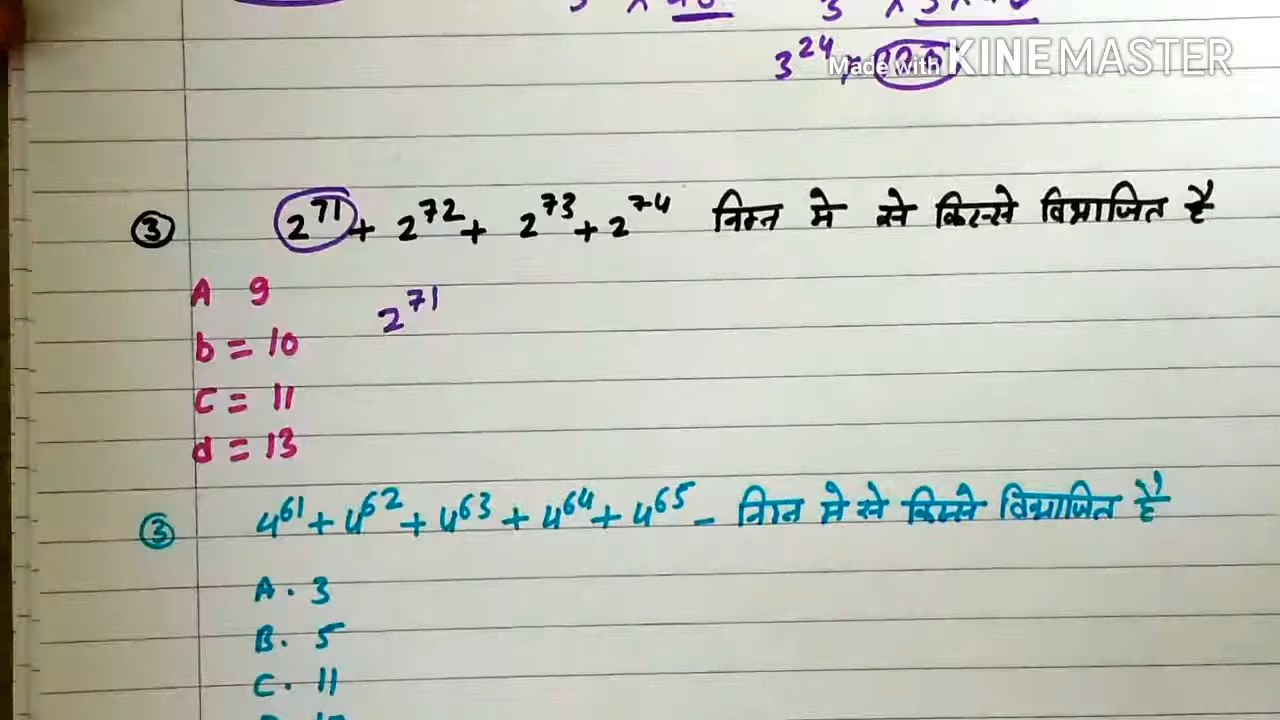 3²⁴ ×
Made with KINEMASTER
③ 2⁷¹ + 2⁷² + 2⁷³ + 2⁷⁴ निम्न मे से किससे विभाजित है
A 9
2⁷¹
b = 10
c = 11
d = 13
③ 4⁶¹ + 4⁶² + 4⁶³ + 4⁶⁴ + 4⁶⁵ - निम्न मे से किससे विभाजित है
A. 3
B. 5
C. 11